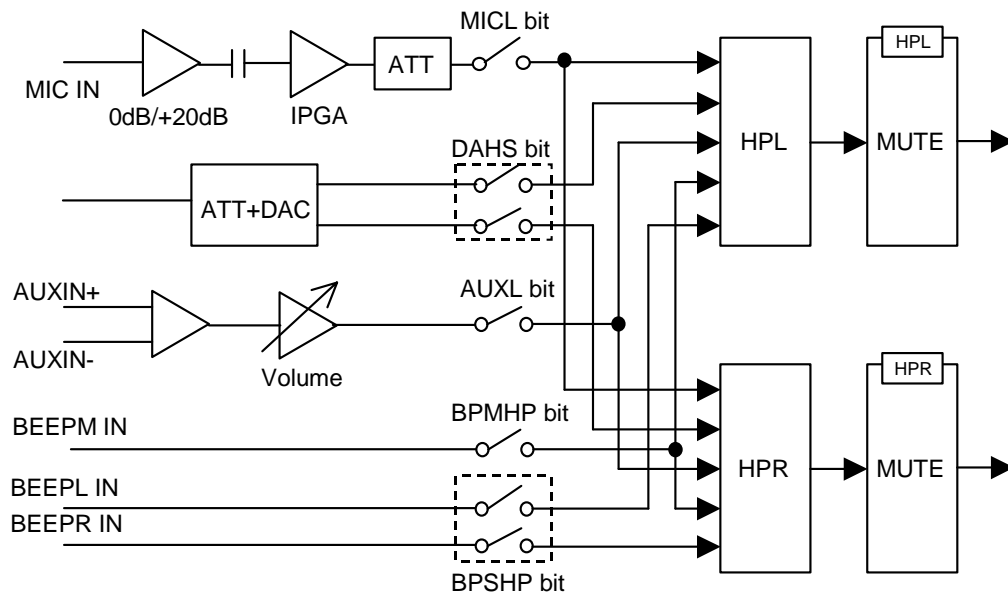 MICL bit
HPL
ATT
MIC IN
0dB/+20dB
IPGA
HPL
MUTE
DAHS bit
ATT+DAC
AUXIN+
AUXL bit
AUXIN-
Volume
HPR
BPMHP bit
BEEPM IN
HPR
MUTE
BEEPL IN
BEEPR IN
BPSHP bit